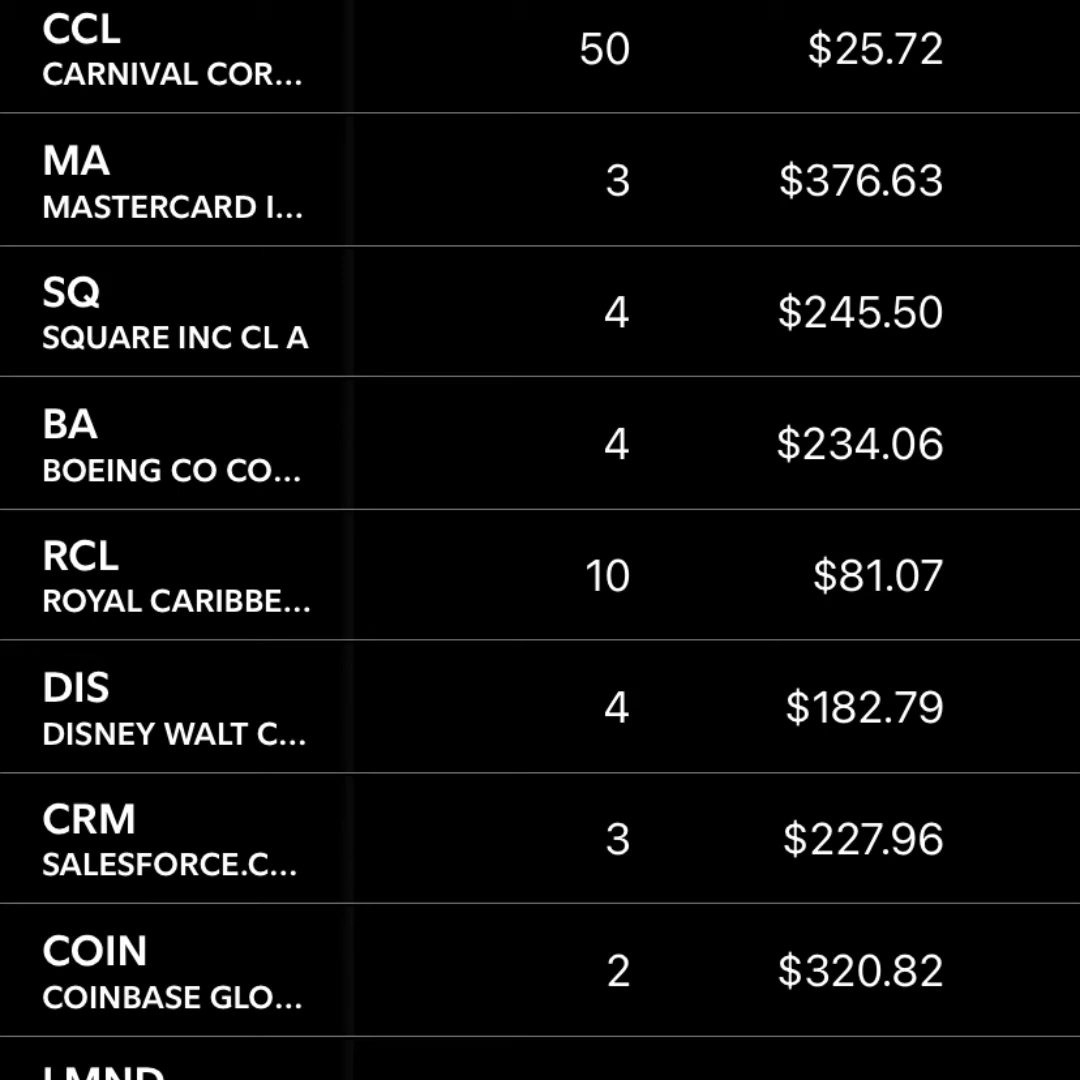 CCL 50 $25.72
CARNIVAL COR...
MA 3 $376.63
MASTERCARD I...
SQ 4 $245.50
SQUARE INC CL A
BA 4 $234.06
BOEING CO CO...
RCL 10 $81.07
ROYAL CARIBBE...
DIS 4 $182.79
DISNEY WALT C...
CRM 3 $227.96
SALESFORCE.C...
COIN 2 $320.82
COINBASE GLO...
LMND